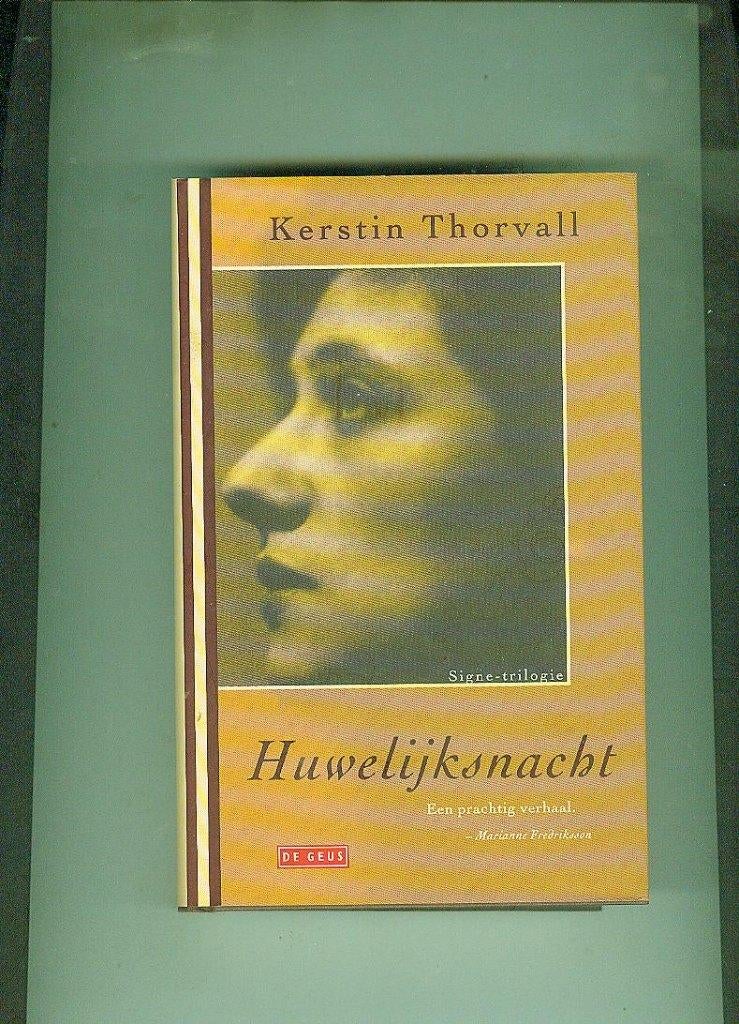 Kerstin Thorvall
Signe-trilogie
Huwelijksnacht
Een prachtig verhaal.
– Marianne Fredriksson
DE GEUS